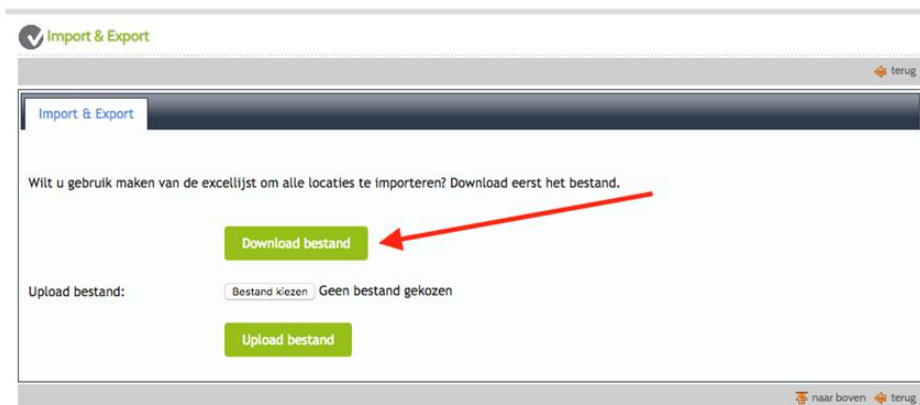 Import & Export
terug
Import & Export
Wilt u gebruik maken van de excellijst om alle locaties te importeren? Download eerst het bestand.
Download bestand
Upload bestand: Bestand kiezen Geen bestand gekozen
Upload bestand
naar boven terug